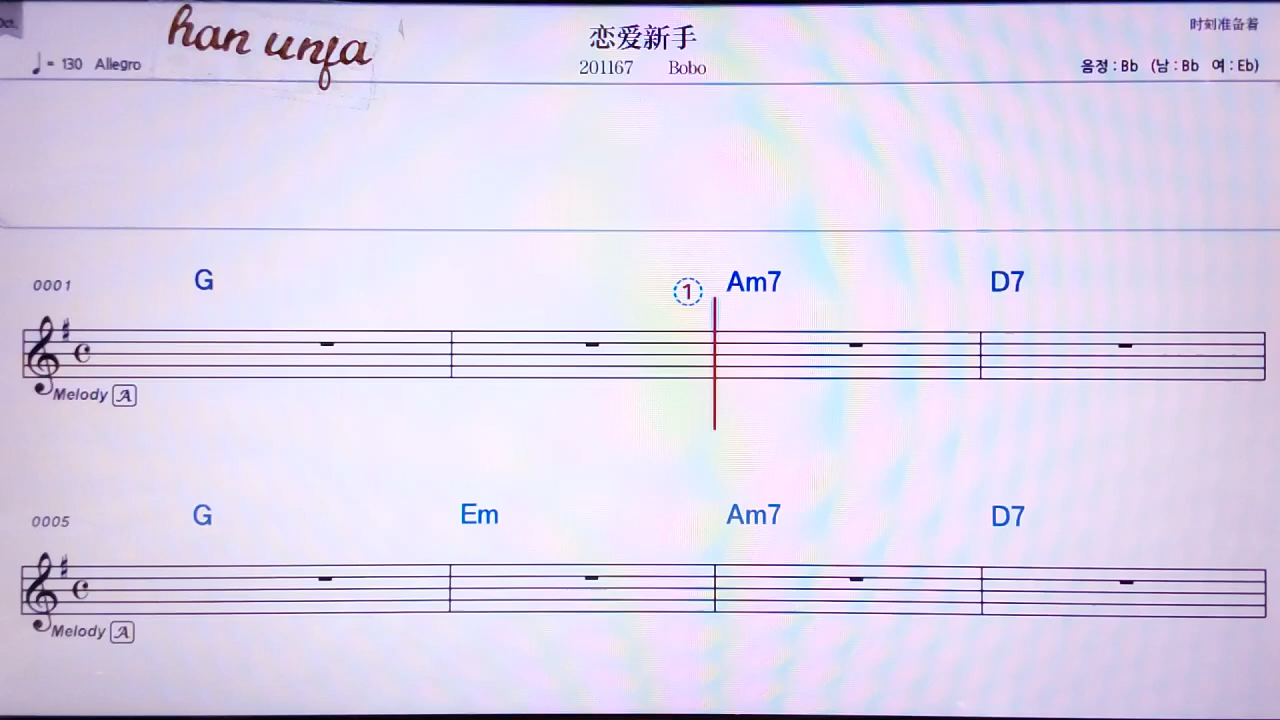 han unfa
恋爱新手
时刻准备着
♩= 130 Allegro
201167 Bobo
음정 : Bb (남 : Bb 여 : Eb)
0001 G ① Am7 D7
Melody A
0005 G Em Am7 D7
Melody A